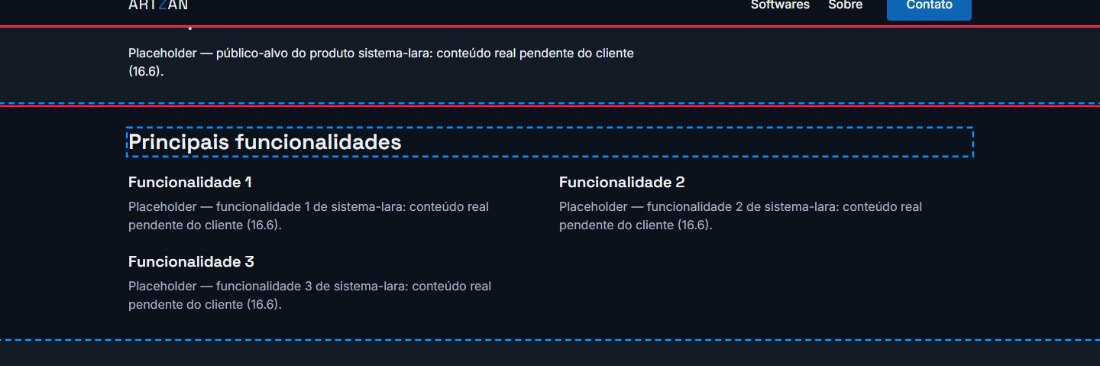 ARTZAN
Softwares Sobre Contato
Placeholder — público-alvo do produto sistema-lara: conteúdo real pendente do cliente
(16.6).
Principais funcionalidades
Funcionalidade 1
Placeholder — funcionalidade 1 de sistema-lara: conteúdo real
pendente do cliente (16.6).
Funcionalidade 2
Placeholder — funcionalidade 2 de sistema-lara: conteúdo real
pendente do cliente (16.6).
Funcionalidade 3
Placeholder — funcionalidade 3 de sistema-lara: conteúdo real
pendente do cliente (16.6).